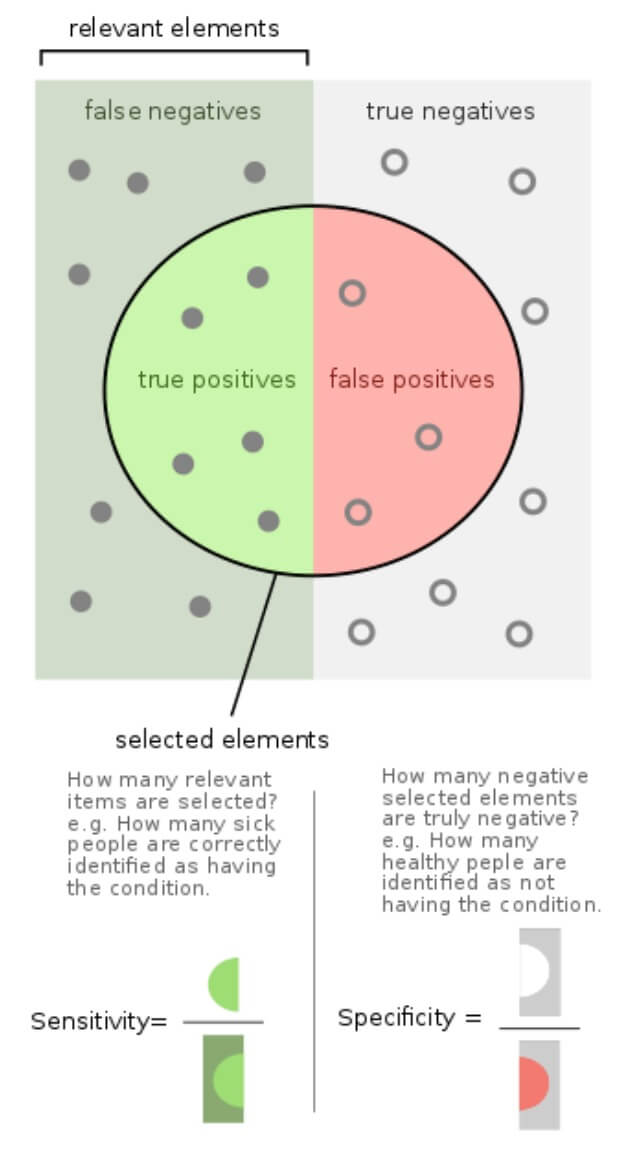 relevant elements
false negatives
true negatives
true positives
false positives
selected elements
How many relevant
items are selected?
e.g. How many sick
people are correctly
identified as having
the condition.
How many negative
selected elements
are truly negative?
e.g. How many
healthy peple are
identified as not
having the condition.
Sensitivity=
Specificity =